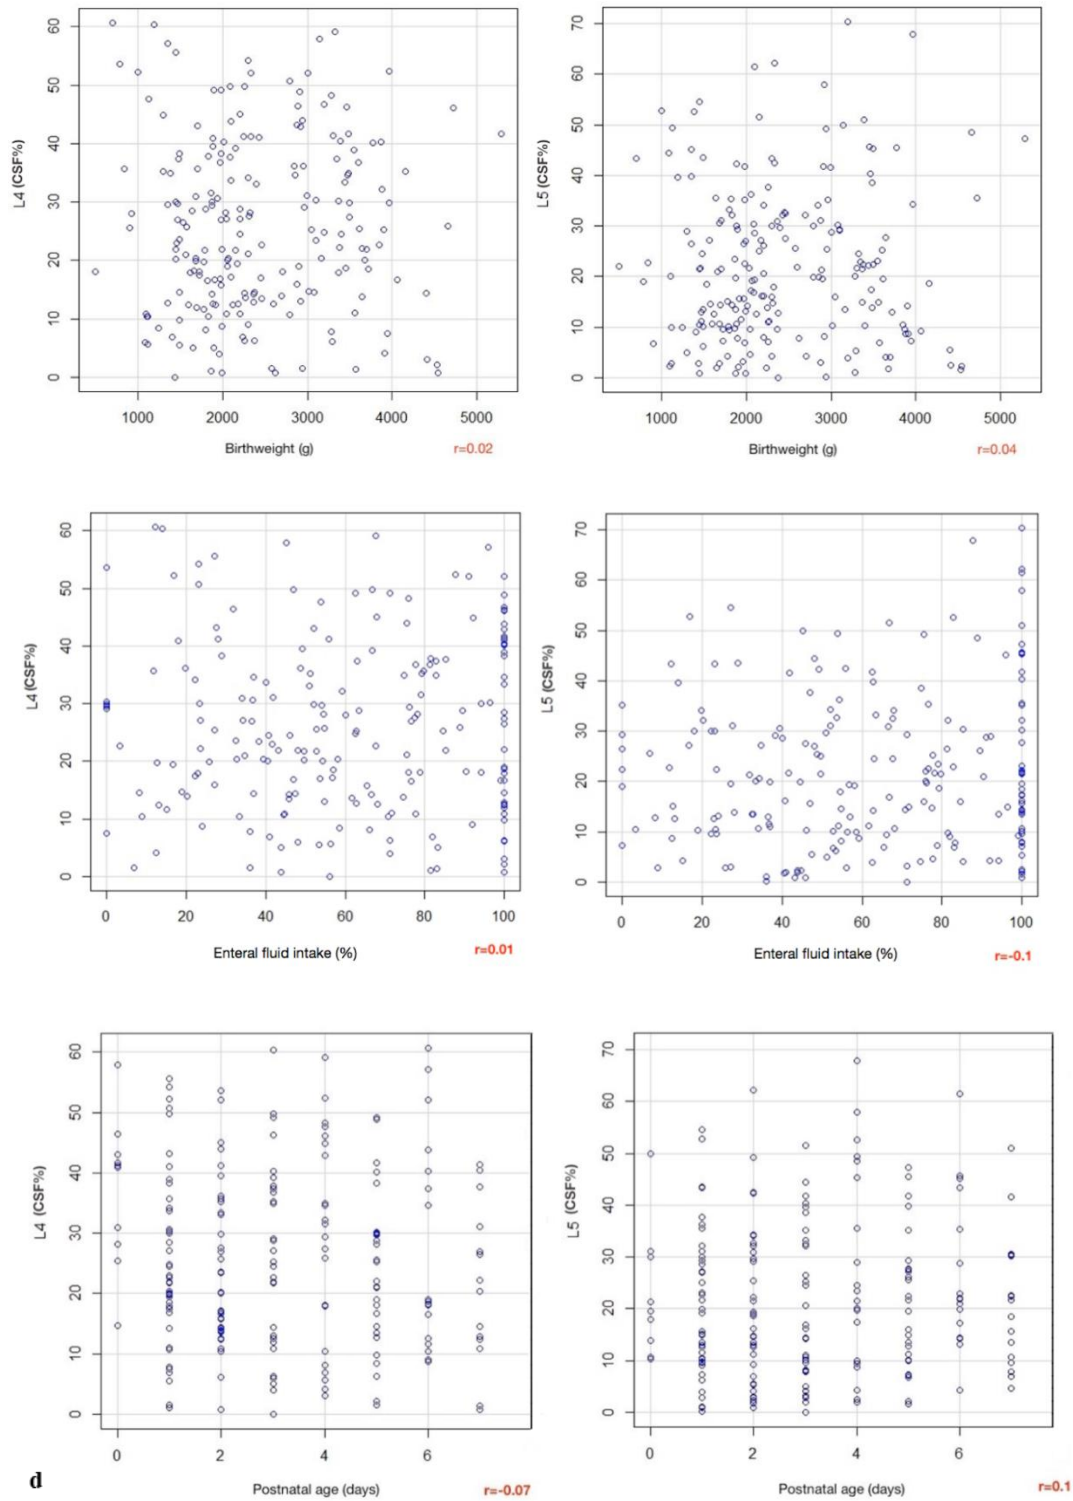 L4 (CSF%)
60
50
40
30
20
10
0
1000 2000 3000 4000 5000
Birthweight (g)
r=0.02
L5 (CSF%)
70
60
50
40
30
20
10
0
1000 2000 3000 4000 5000
Birthweight (g)
r=0.04
L4 (CSF%)
60
50
40
30
20
10
0
0 20 40 60 80 100
Enteral fluid intake (%)
r=0.01
L5 (CSF%)
70
60
50
40
30
20
10
0
0 20 40 60 80 100
Enteral fluid intake (%)
r=-0.1
L4 (CSF%)
60
50
40
30
20
10
0
0 2 4 6
d
Postnatal age (days)
r=-0.07
L5 (CSF%)
70
60
50
40
30
20
10
0
0 2 4 6
Postnatal age (days)
r=0.1